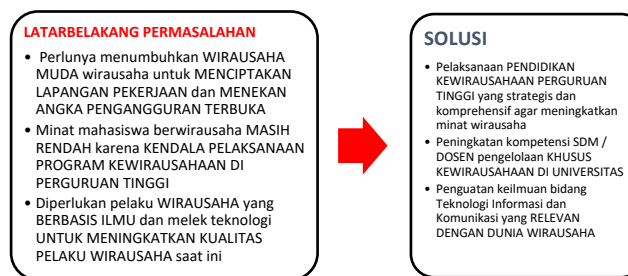 LATARBELAKANG PERMASALAHAN
• Perlunya menumbuhkan WIRAUSAHA
MUDA wirausaha untuk MENCIPTAKAN
LAPANGAN PEKERJAAN dan MENEKAN
ANGKA PENGANGGURAN TERBUKA
• Minat mahasiswa berwirausaha MASIH
RENDAH karena KENDALA PELAKSANAAN
PROGRAM KEWIRAUSAHAAN DI
PERGURUAN TINGGI
• Diperlukan pelaku WIRAUSAHA yang
BERBASIS ILMU dan melek teknologi
UNTUK MENINGKATKAN KUALITAS
PELAKU WIRAUSAHA saat ini
SOLUSI
• Pelaksanaan PENDIDIKAN
KEWIRAUSAHAAN PERGURUAN
TINGGI yang strategis dan
komprehensif agar meningkatkan
minat wirausaha
• Peningkatan kompetensi SDM /
DOSEN pengelolaan KHUSUS
KEWIRAUSAHAAN DI UNIVERSITAS
• Penguatan keilmuan bidang
Teknologi Informasi dan
Komunikasi yang RELEVAN
DENGAN DUNIA WIRAUSAHA